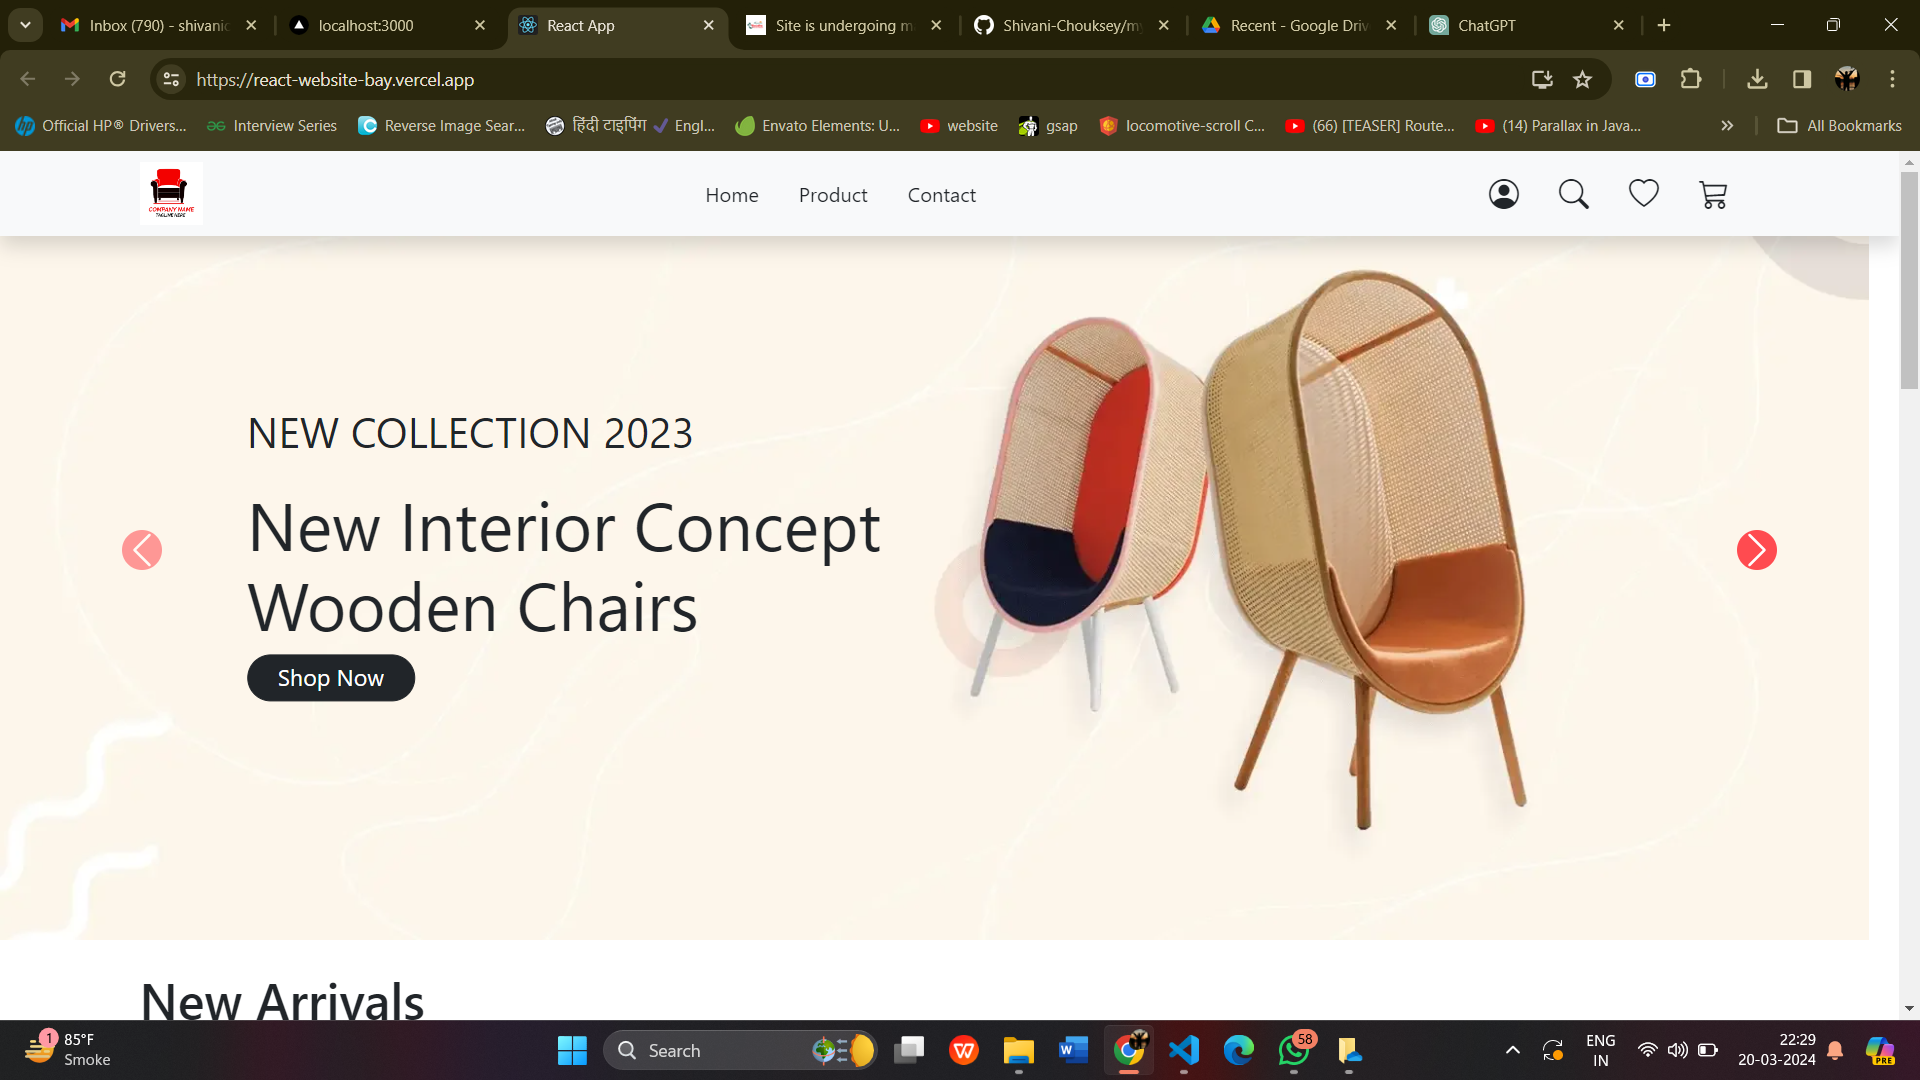 Inbox (790) - shivanic
localhost:3000
React App
Site is undergoing m
Shivani-Chouksey/my
Recent - Google Driv
ChatGPT
https://react-website-bay.vercel.app
Official HP® Drivers...
Interview Series
Reverse Image Sear...
हिंदी टाइपिंग ✔ Engl...
Envato Elements: U...
website
gsap
locomotive-scroll C...
(66) [TEASER] Route...
(14) Parallax in Java...
All Bookmarks
COMPANY NAME
TAGLINE HERE
Home
Product
Contact
NEW COLLECTION 2023
New Interior Concept
Wooden Chairs
Shop Now
New Arrivals
1
85°F
Smoke
Search
58
ENG
IN
22:29
20-03-2024
PRE